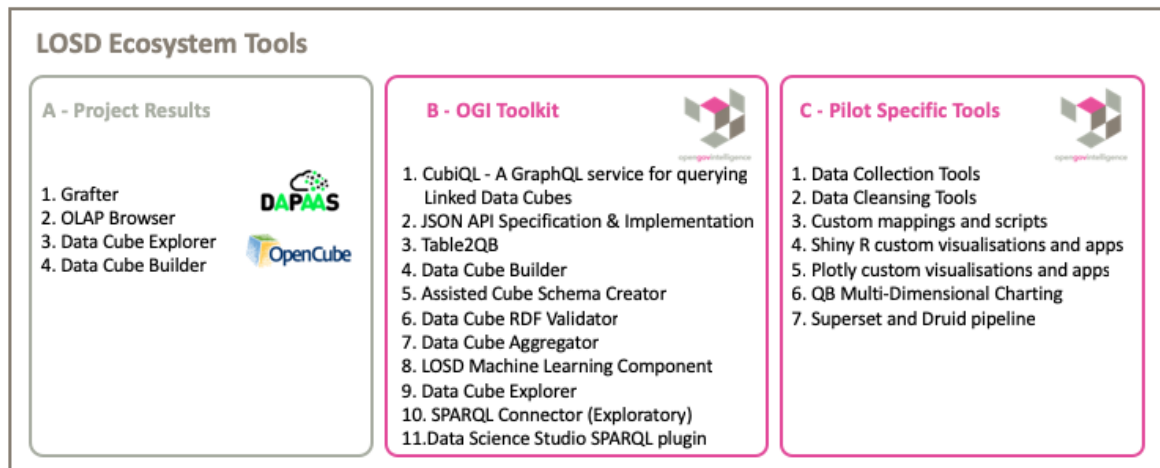 LOSD Ecosystem Tools
A - Project Results
1. Grafter
2. OLAP Browser
3. Data Cube Explorer
4. Data Cube Builder
DAPAAS
OpenCube
B - OGI Toolkit
opengovintelligence
1. CubiQL - A GraphQL service for querying
Linked Data Cubes
2. JSON API Specification & Implementation
3. Table2QB
4. Data Cube Builder
5. Assisted Cube Schema Creator
6. Data Cube RDF Validator
7. Data Cube Aggregator
8. LOSD Machine Learning Component
9. Data Cube Explorer
10. SPARQL Connector (Exploratory)
11.Data Science Studio SPARQL plugin
C - Pilot Specific Tools
opengovintelligence
1. Data Collection Tools
2. Data Cleansing Tools
3. Custom mappings and scripts
4. Shiny R custom visualisations and apps
5. Plotly custom visualisations and apps
6. QB Multi-Dimensional Charting
7. Superset and Druid pipeline